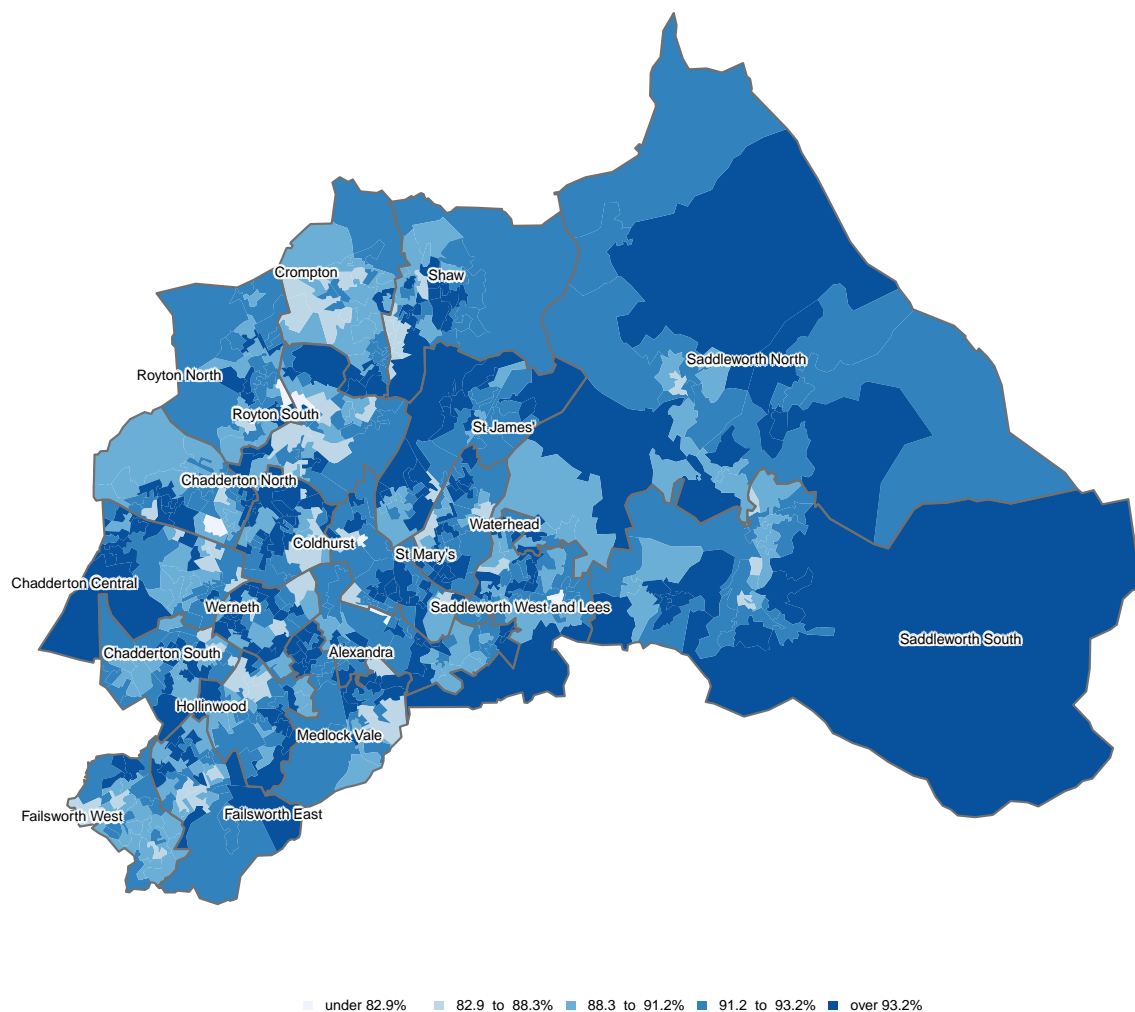 Crompton
Shaw
Saddleworth North
Royton North
Royton South
St James'
Chadderton North
Waterhead
Coldhurst
St Mary's
Chadderton Central
Werneth
Saddleworth West and Lees
Saddleworth South
Chadderton South
Alexandra
Hollinwood
Medlock Vale
Failsworth West
Failsworth East
under 82.9% 82.9 to 88.3% 88.3 to 91.2% 91.2 to 93.2% over 93.2%